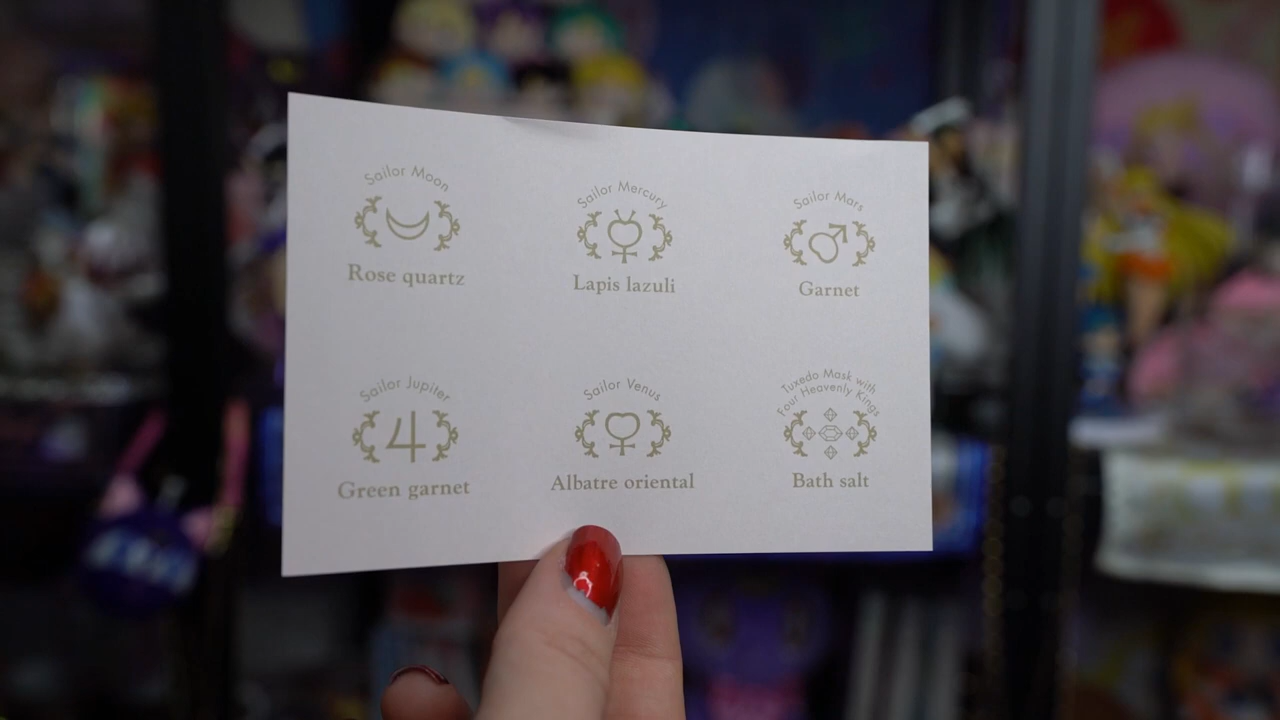 Sailor Moon
Rose quartz
Sailor Mercury
Lapis lazuli
Sailor Mars
Garnet
Sailor Jupiter
Green garnet
Sailor Venus
Albatre oriental
Tuxedo Mask with
Four Heavenly Kings
Bath salt